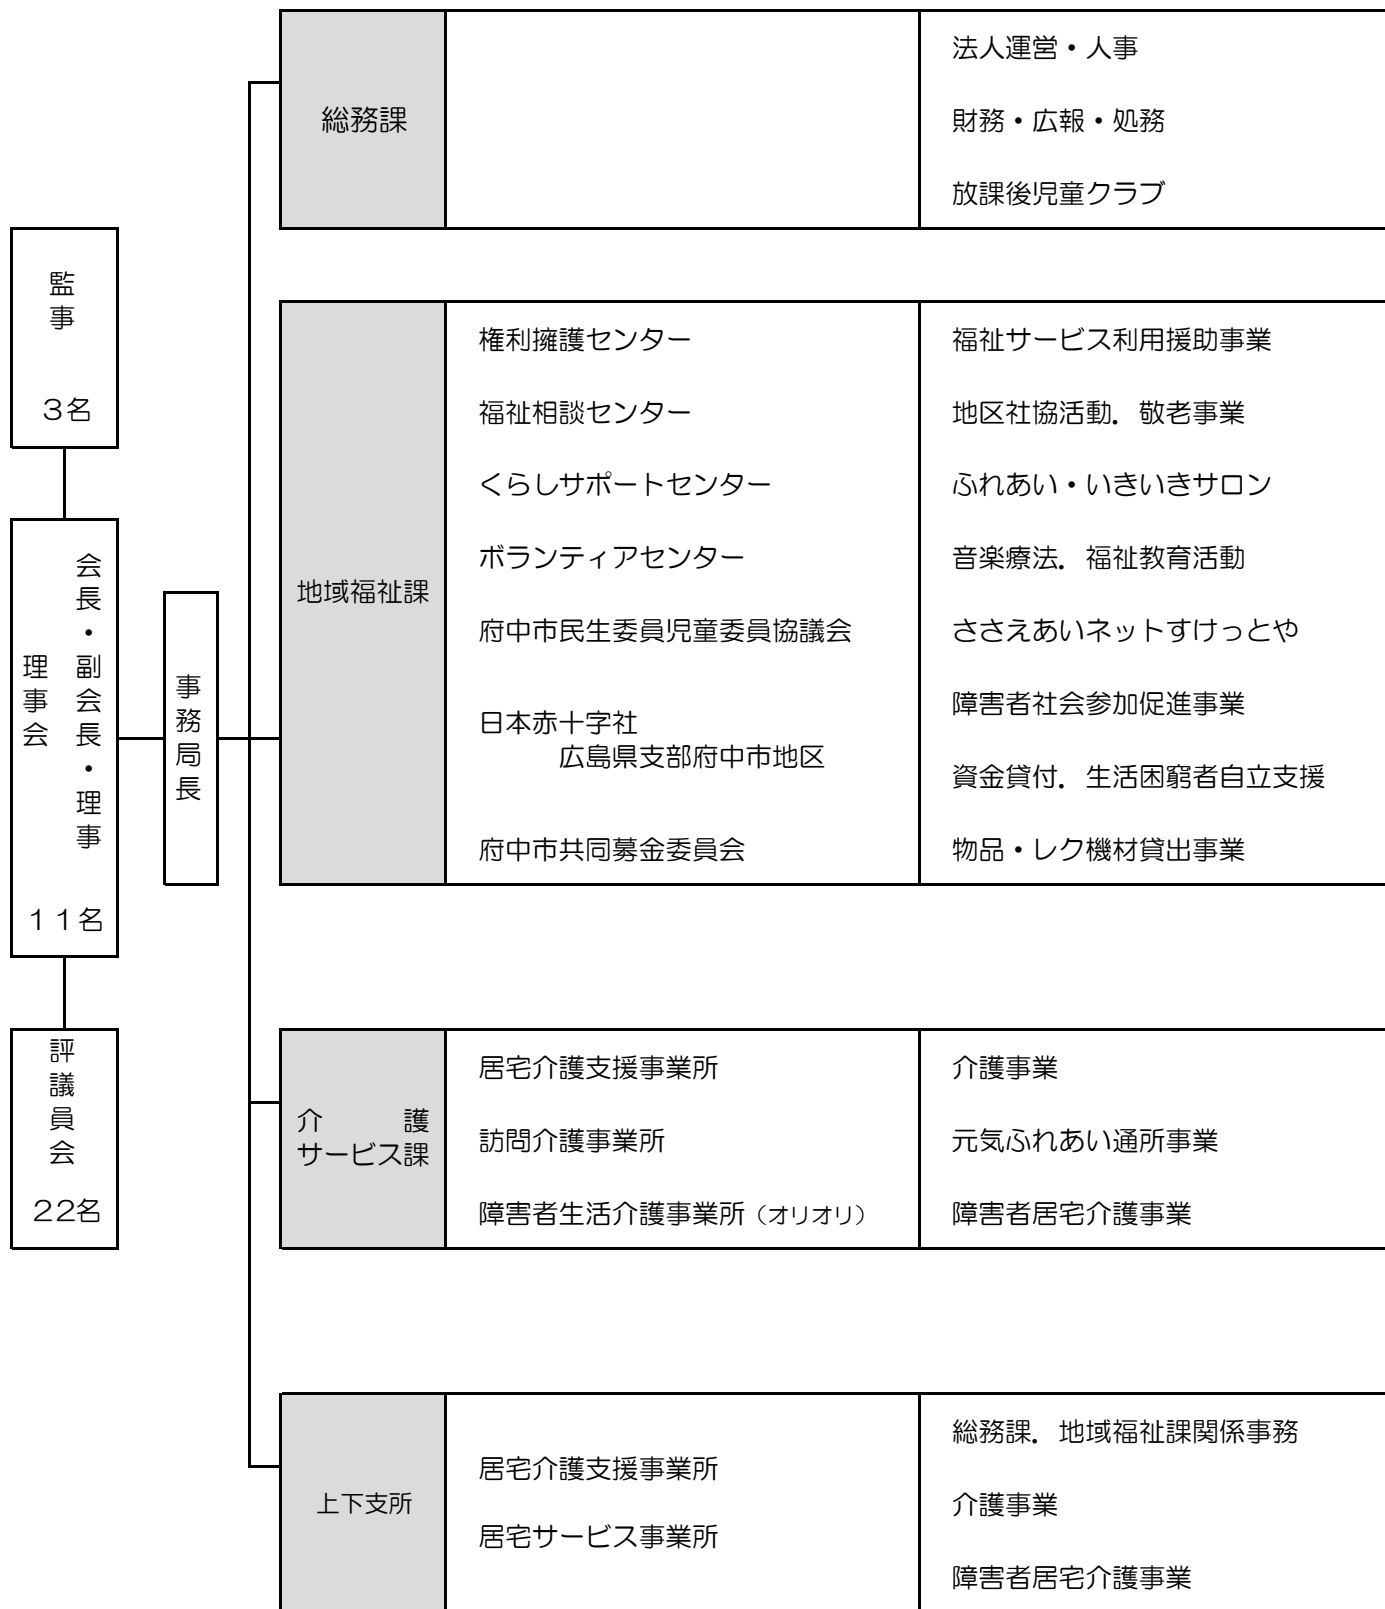 監事
３名
会長・副会長・理事
理事会
１１名
評議員会
２２名
事務局長
総務課
法人運営・人事
財務・広報・処務
放課後児童クラブ
地域福祉課
権利擁護センター
福祉相談センター
くらしサポートセンター
ボランティアセンター
府中市民生委員児童委員協議会
日本赤十字社
広島県支部府中市地区
府中市共同募金委員会
福祉サービス利用援助事業
地区社協活動．敬老事業
ふれあい・いきいきサロン
音楽療法．福祉教育活動
ささえあいネットすけっとや
障害者社会参加促進事業
資金貸付．生活困窮者自立支援
物品・レク機材貸出事業
介　護
サービス課
居宅介護支援事業所
訪問介護事業所
障害者生活介護事業所（オリオリ）
介護事業
元気ふれあい通所事業
障害者居宅介護事業
上下支所
居宅介護支援事業所
居宅サービス事業所
総務課．地域福祉課関係事務
介護事業
障害者居宅介護事業